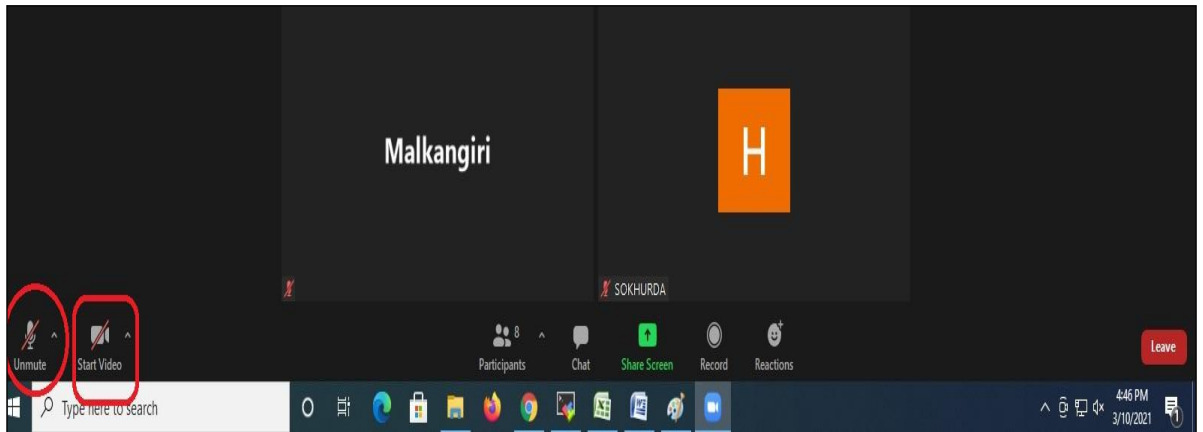 Malkangiri
H
SOKHURDA
8
Unmute
Start Video
Participants
Chat
Share Screen
Record
Reactions
Leave
Type here to search
4:46 PM
3/10/2021
1